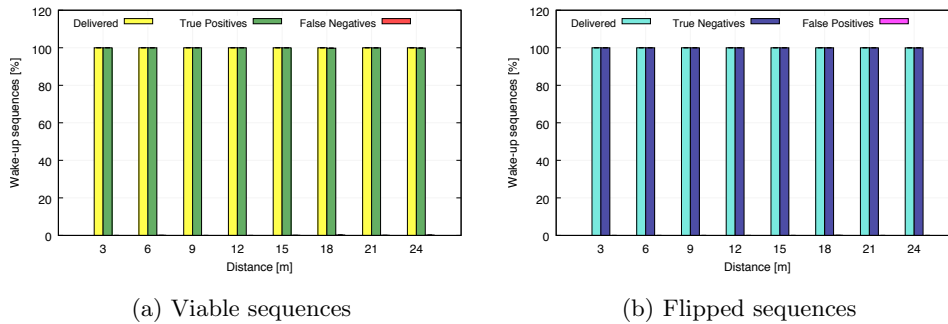 Delivered True Positives False Negatives
120
100
80
60
40
20
0
Wake-up sequences [%]
3 6 9 12 15 18 21 24
Distance [m]
(a) Viable sequences
Delivered True Negatives False Positives
120
100
80
60
40
20
0
Wake-up sequences [%]
3 6 9 12 15 18 21 24
Distance [m]
(b) Flipped sequences